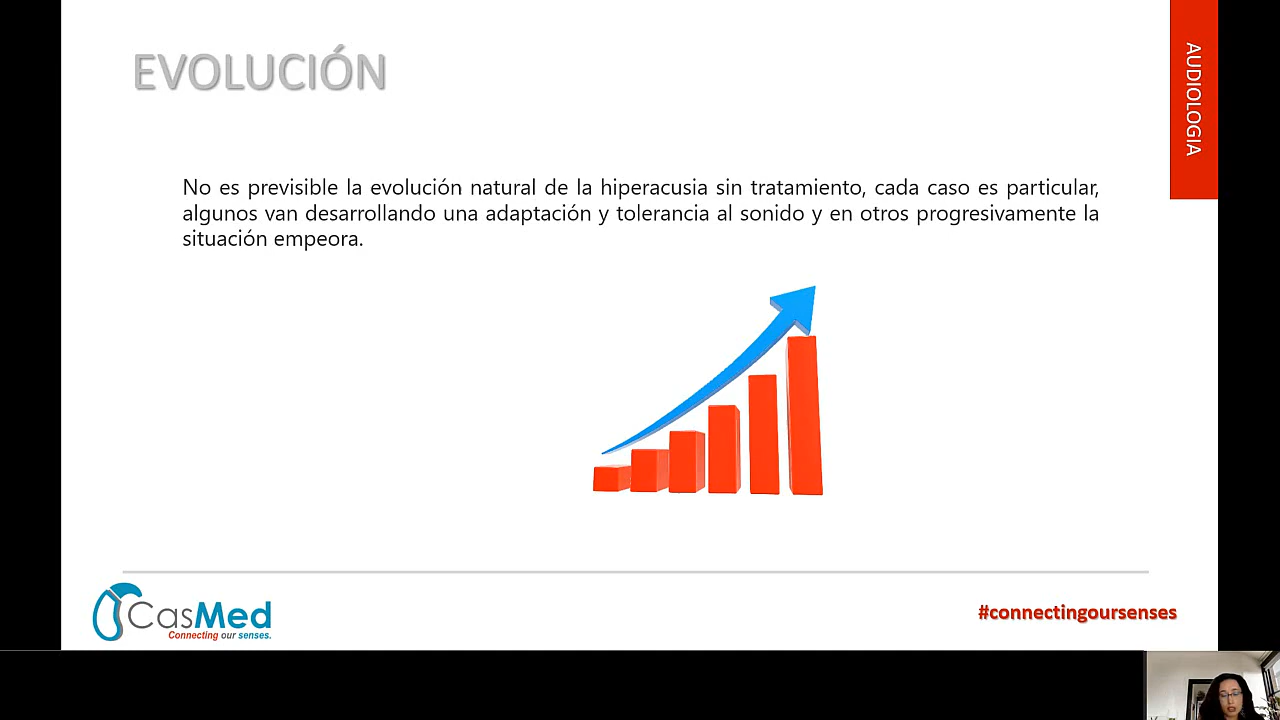 EVOLUCIÓN
AUDIOLOGIA
No es previsible la evolución natural de la hiperacusia sin tratamiento, cada caso es particular,
algunos van desarrollando una adaptación y tolerancia al sonido y en otros progresivamente la
situación empeora.
CasMed
Connecting our senses.
#connectingoursenses